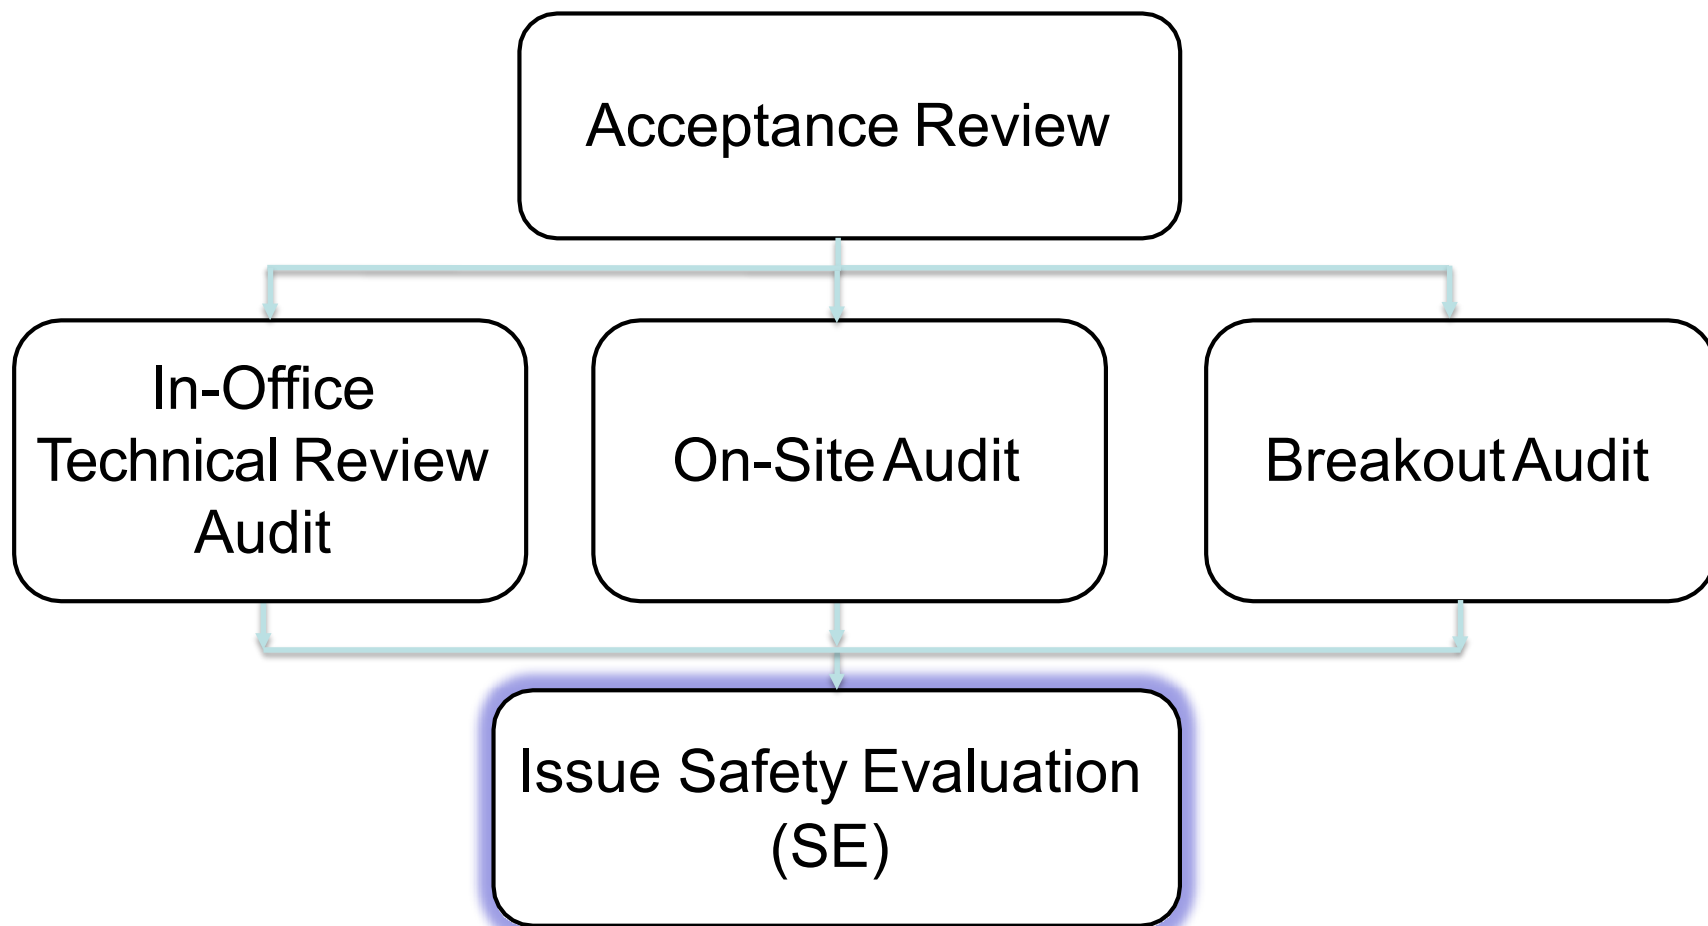 Acceptance Review
In-Office
Technical Review
Audit
On-Site Audit
Breakout Audit
Issue Safety Evaluation
(SE)